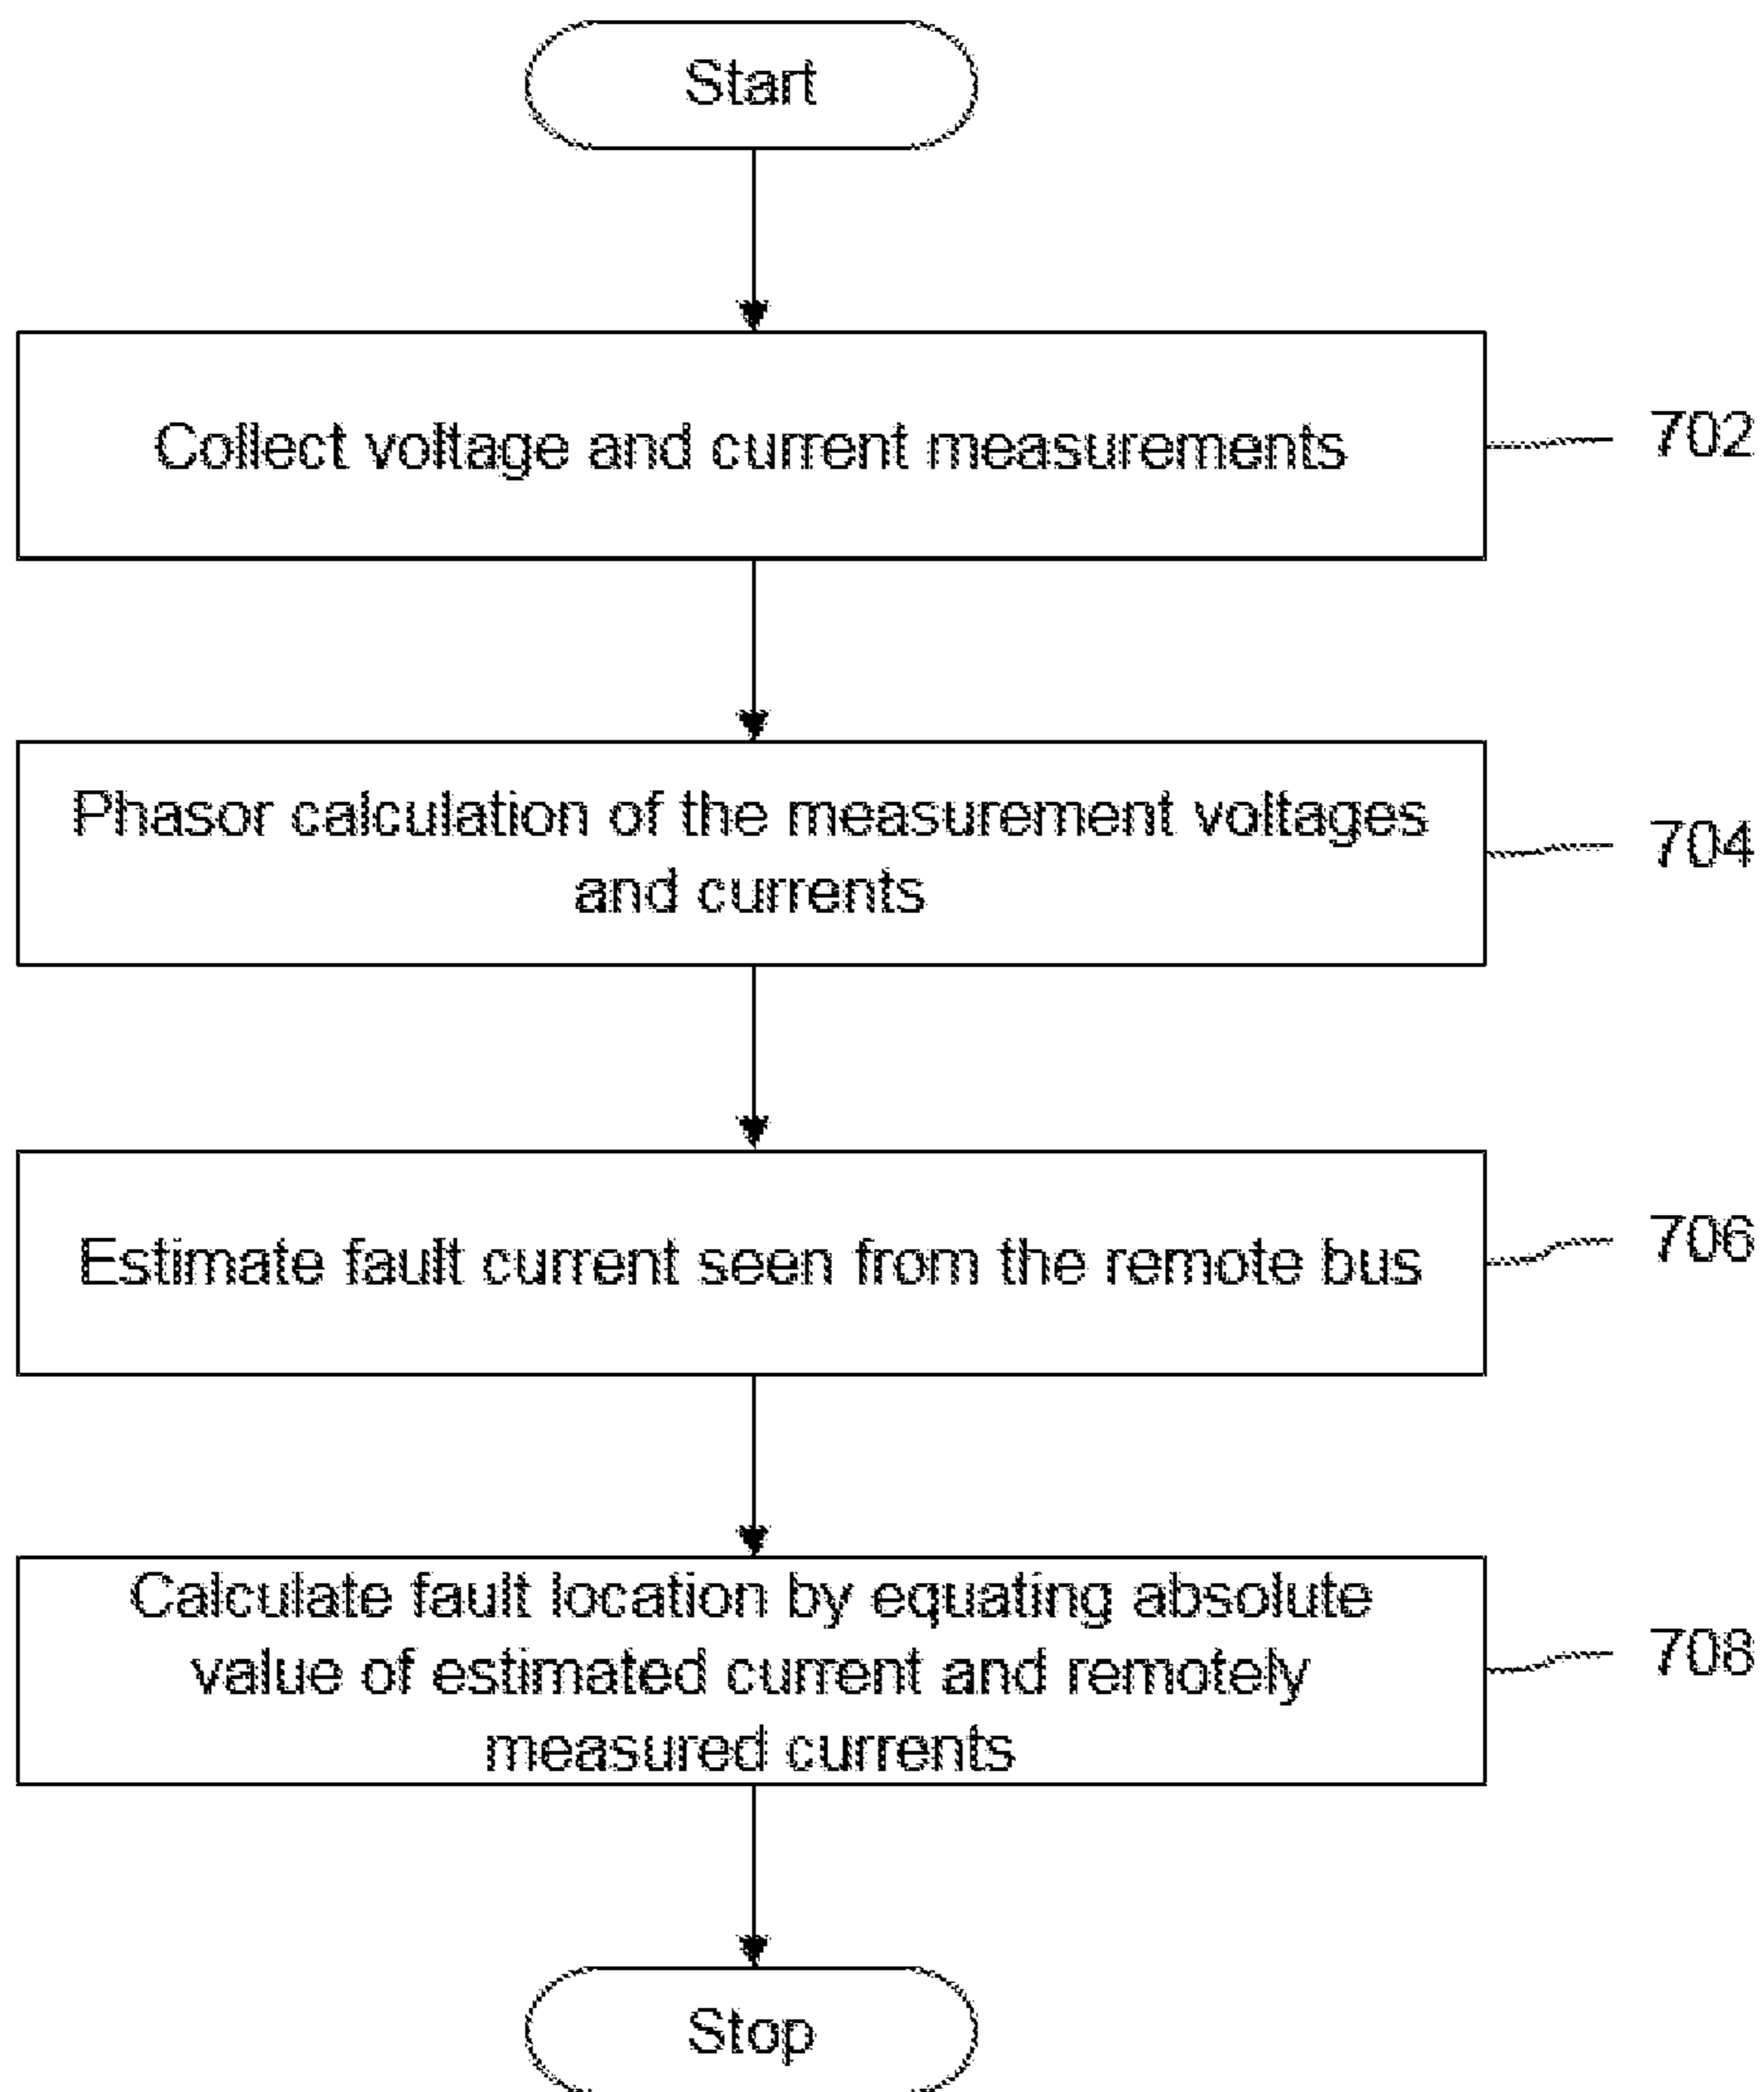 Start
Collect voltage and current measurements
702
Phasor calculation of the measurement voltages
and currents
704
Estimate fault current seen from the remote bus
706
Calculate fault location by equating absolute
value of estimated current and remotely
measured currents
708
Stop